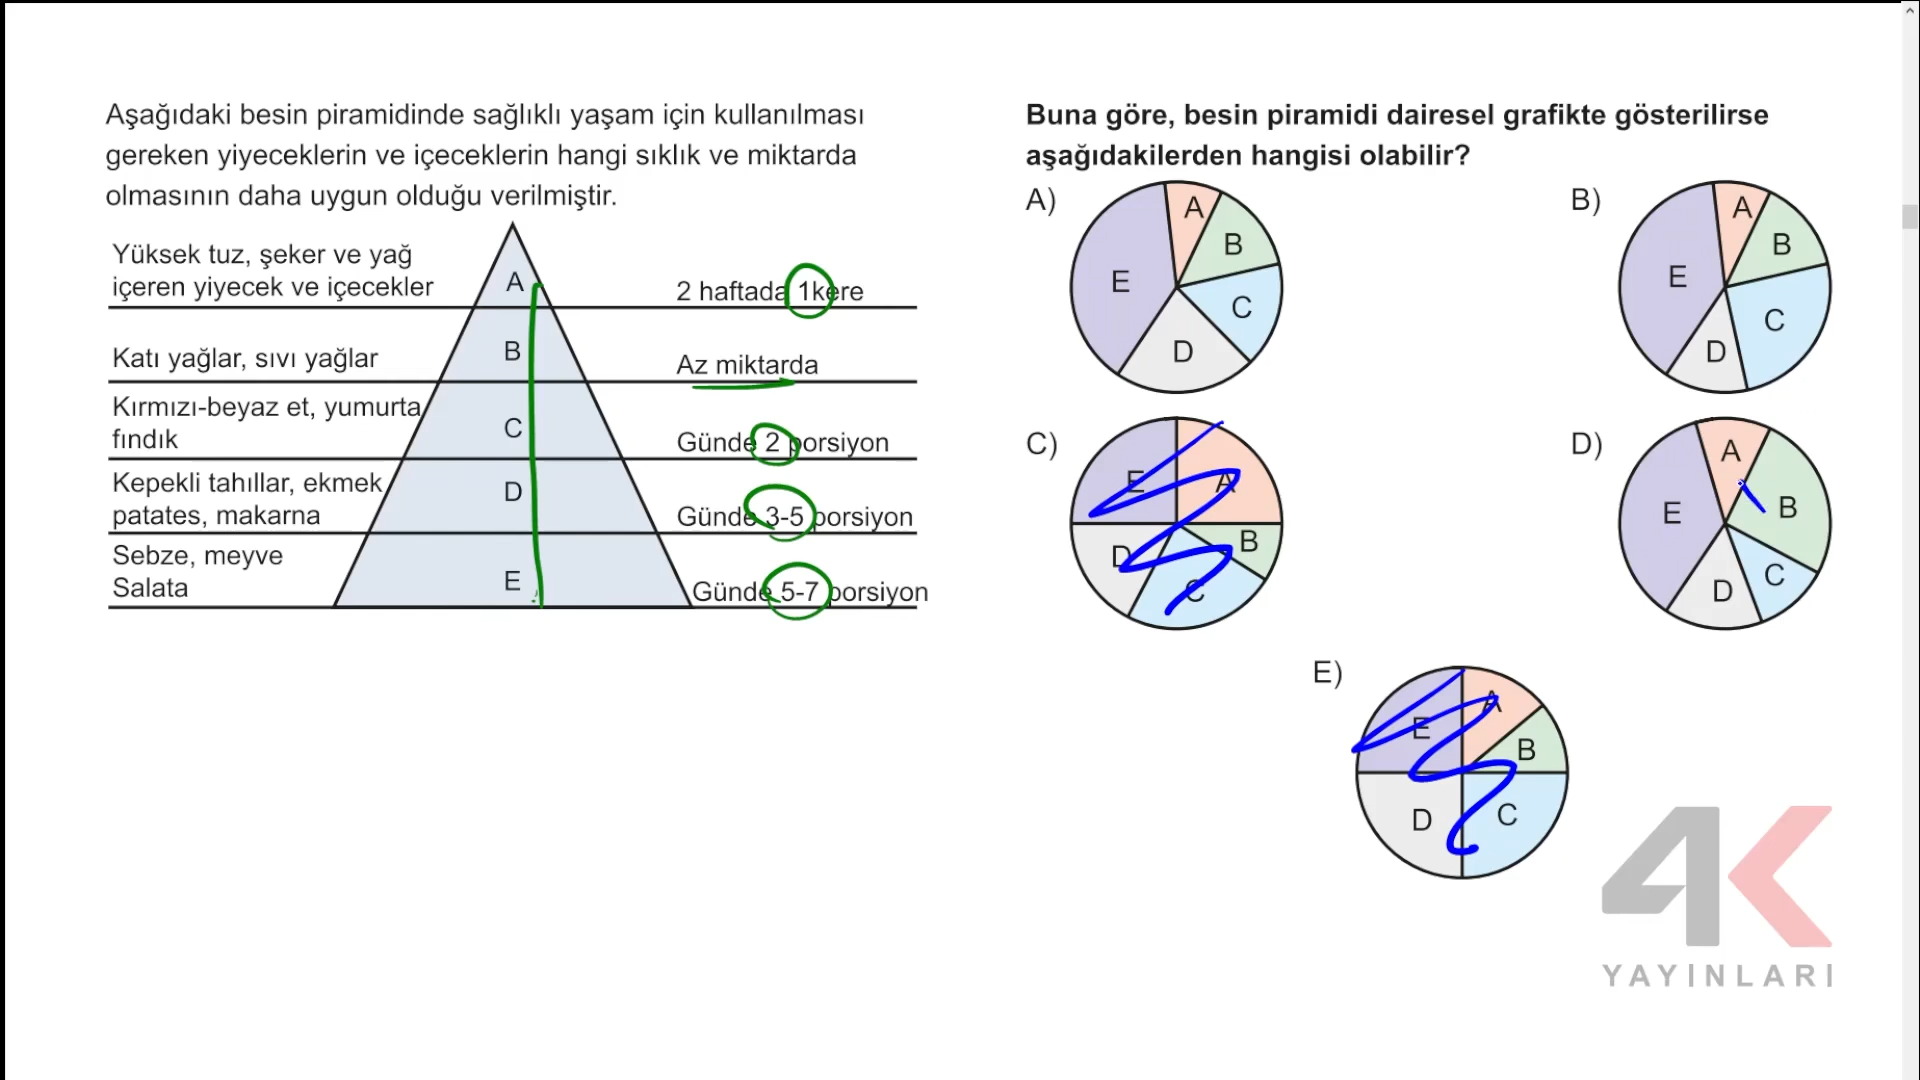 Aşağıdaki besin piramidinde sağlıklı yaşam için kullanılması
gereken yiyeceklerin ve içeceklerin hangi sıklık ve miktarda
olmasının daha uygun olduğu verilmiştir.
Yüksek tuz, şeker ve yağ
içeren yiyecek ve içecekler
A
2 haftada 1kere
Katı yağlar, sıvı yağlar
B
Az miktarda
Kırmızı-beyaz et, yumurta
fındık
C
Günde 2 porsiyon
Kepekli tahıllar, ekmek
patates, makarna
D
Günde 3-5 porsiyon
Sebze, meyve
Salata
E
Günde 5-7 porsiyon
Buna göre, besin piramidi dairesel grafikte gösterilirse
aşağıdakilerden hangisi olabilir?
A)
A
B
C
D
E
B)
A
B
C
D
E
C)
A
B
C
D
E
D)
A
B
C
D
E
E)
A
B
C
D
E
4K
YAYINLARI